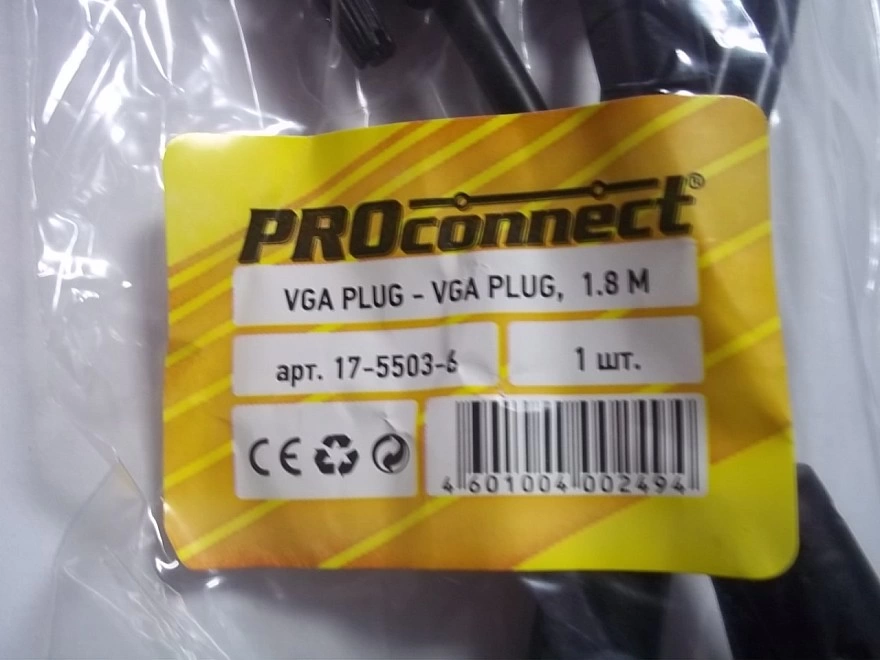 PROconnect®
VGA PLUG - VGA PLUG, 1.8 M
арт. 17-5503-6
1 шт.
CE
4 601004 002494